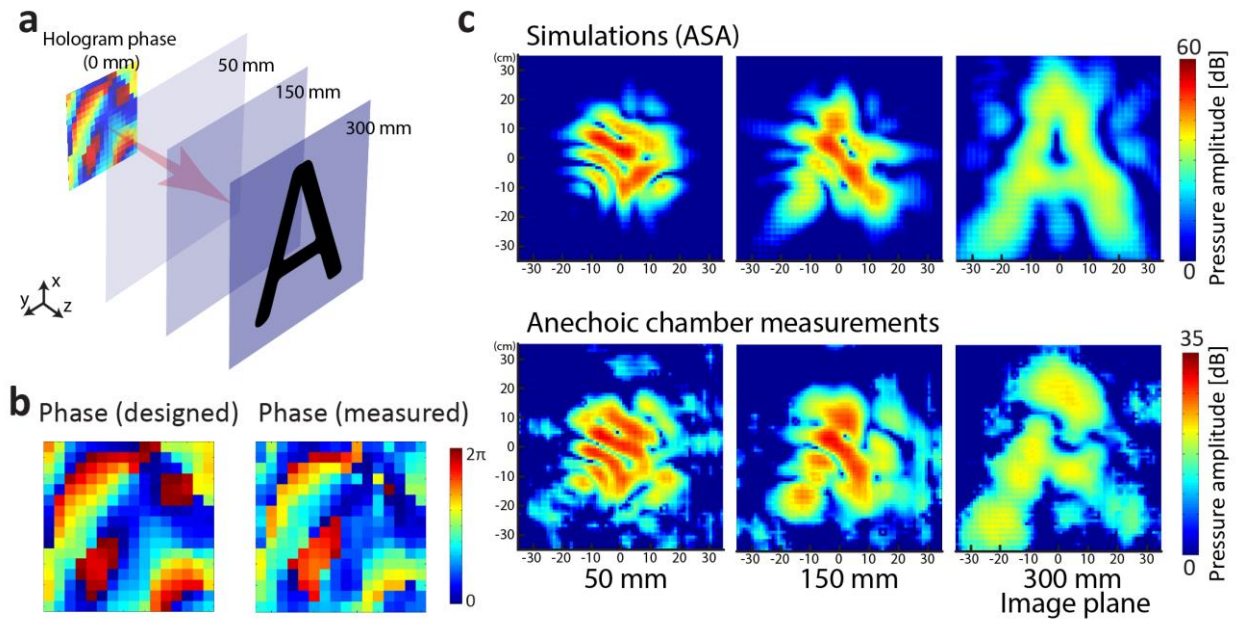 a
Hologram phase
(0 mm)
50 mm
150 mm
300 mm
A
x
y
z
b
Phase (designed)
Phase (measured)
2π
0
c
Simulations (ASA)
(cm)
30
20
10
0
-10
-20
-30
-30 -20 -10 0 10 20 30
-30 -20 -10 0 10 20 30
-30 -20 -10 0 10 20 30
60
0
Pressure amplitude [dB]
Anechoic chamber measurements
(cm)
30
20
10
0
-10
-20
-30
-30 -20 -10 0 10 20 30
-30 -20 -10 0 10 20 30
-30 -20 -10 0 10 20 30
35
0
Pressure amplitude [dB]
50 mm
150 mm
300 mm
Image plane